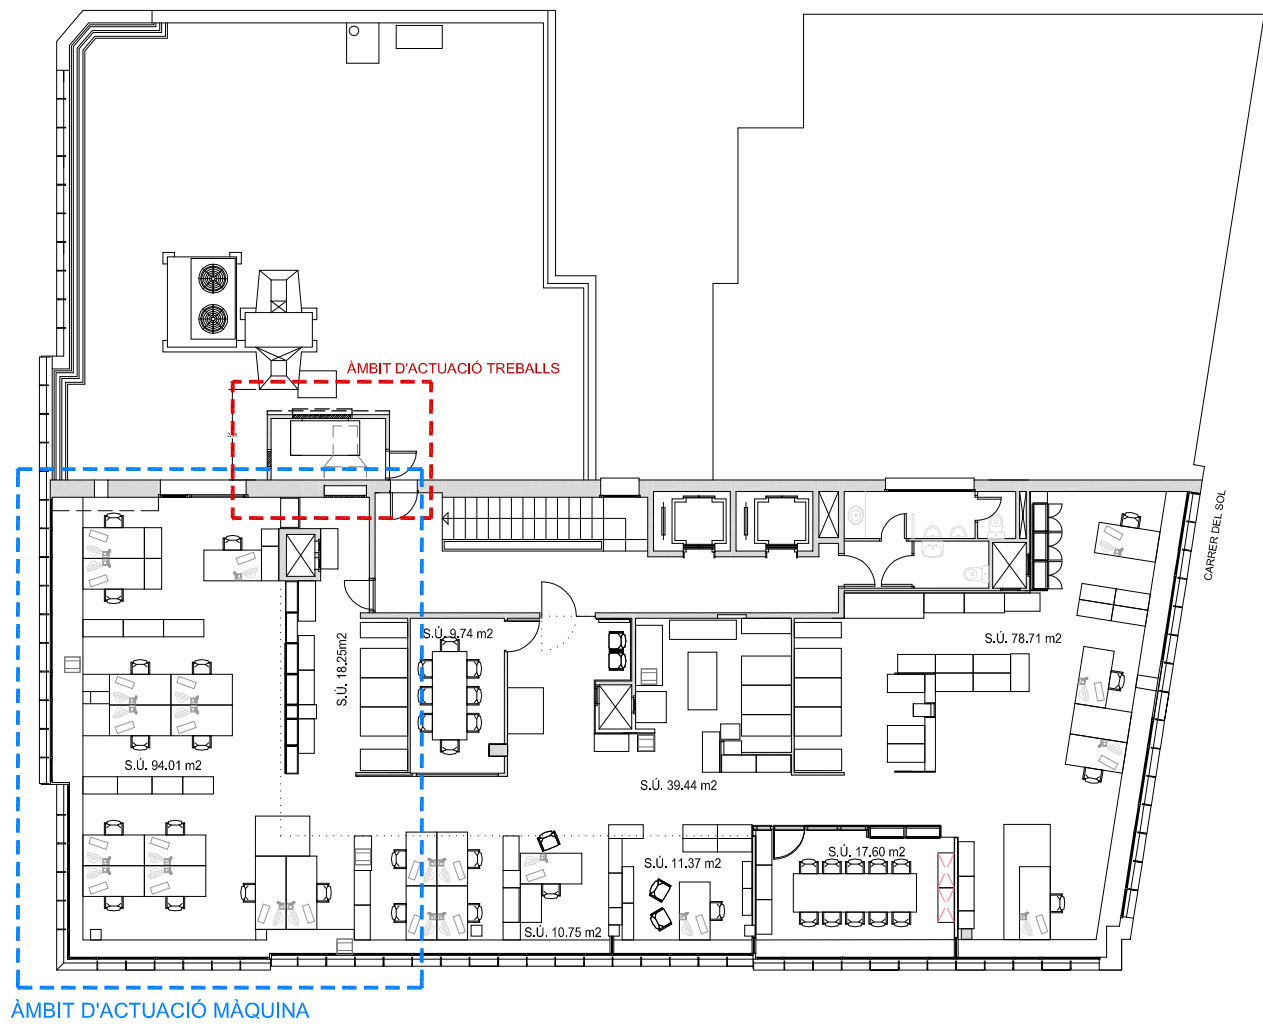 ÀMBIT D'ACTUACIÓ TREBALLS
CARRER DEL SOL
S.Ú. 9.74 m2
S.Ú. 18.25m2
S.Ú. 78.71 m2
S.Ú. 94.01 m2
S.Ú. 39.44 m2
S.Ú. 17.60 m2
S.Ú. 11.37 m2
S.Ú. 10.75 m2
ÀMBIT D'ACTUACIÓ MÀQUINA